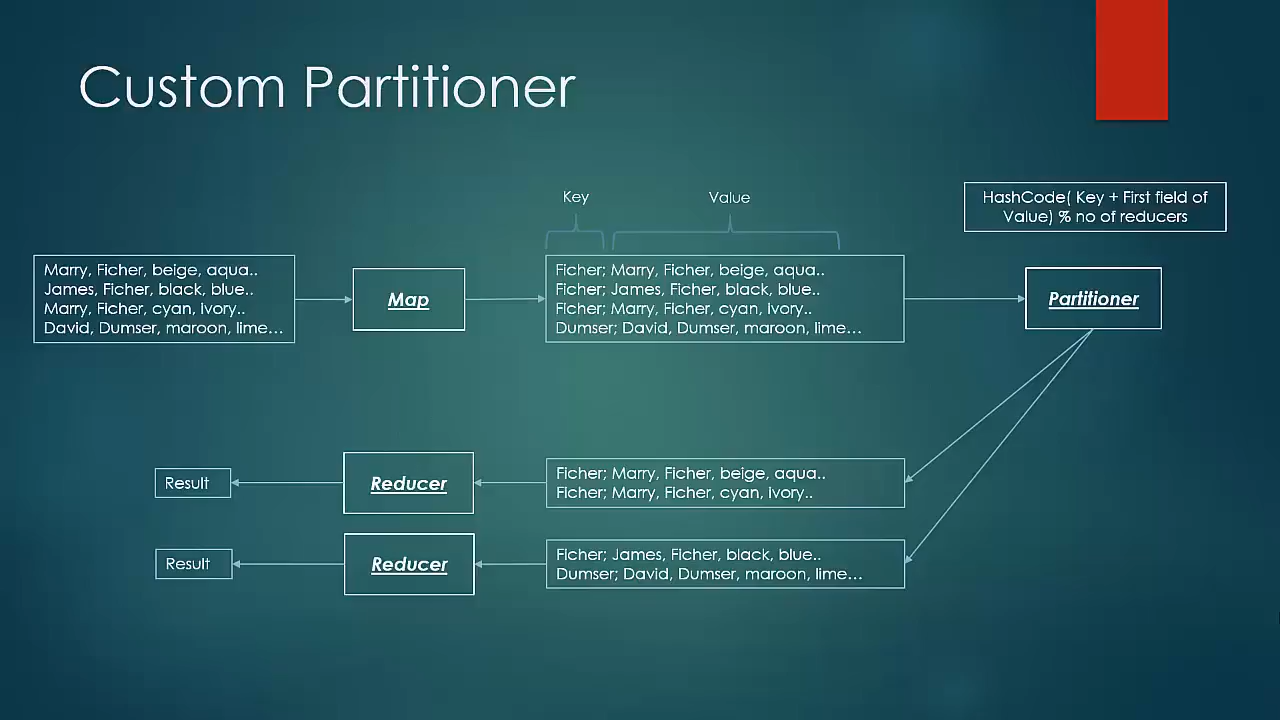 Custom Partitioner
Key
Value
HashCode( Key + First field of
Value) % no of reducers
Marry, Ficher, beige, aqua..
James, Ficher, black, blue..
Marry, Ficher, cyan, Ivory..
David, Dumser, maroon, lime...
Map
Ficher; Marry, Ficher, beige, aqua..
Ficher; James, Ficher, black, blue..
Ficher; Marry, Ficher, cyan, Ivory..
Dumser; David, Dumser, maroon, lime...
Partitioner
Result
Reducer
Ficher; Marry, Ficher, beige, aqua..
Ficher; Marry, Ficher, cyan, Ivory..
Result
Reducer
Ficher; James, Ficher, black, blue..
Dumser; David, Dumser, maroon, lime...